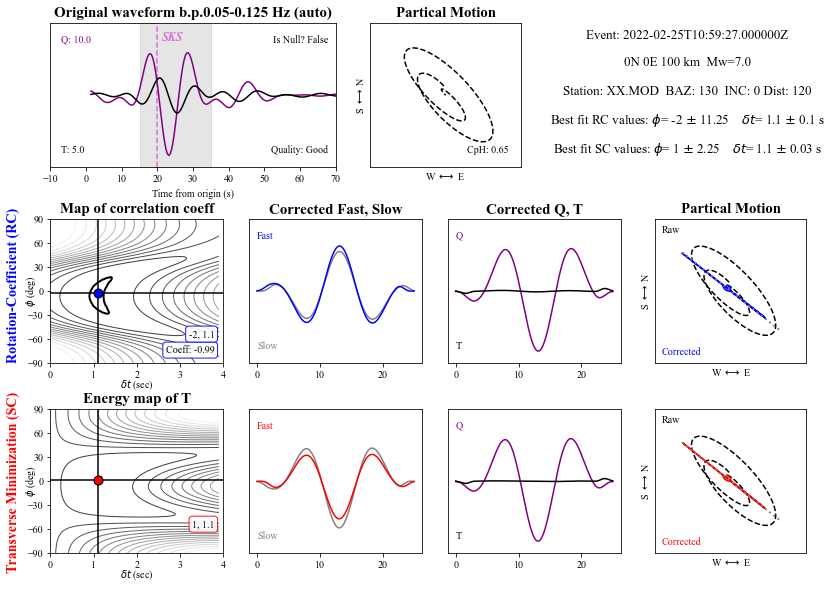 Original waveform b.p.0.05-0.125 Hz (auto)
Q: 10.0
SKS
Is Null? False
T: 5.0
Quality: Good
−10 0 10 20 30 40 50 60 70
Time from origin (s)
Partical Motion
S ⟷ N
CpH: 0.65
W ⟷ E
Event: 2022-02-25T10:59:27.000000Z
0N 0E 100 km Mw=7.0
Station: XX.MOD BAZ: 130 INC: 0 Dist: 120
Best fit RC values: ϕ= -2 ± 11.25 δt= 1.1 ± 0.1 s
Best fit SC values: ϕ= 1 ± 2.25 δt= 1.1 ± 0.03 s
Rotation-Coefficient (RC)
Map of correlation coeff
ϕ (deg)
90
60
30
0
−30
−60
−90
-2, 1.1
Coeff: -0.99
0 1 2 3 4
δt (sec)
Corrected Fast, Slow
Fast
Slow
0 10 20
Corrected Q, T
Q
T
0 10 20
Partical Motion
Raw
S ⟷ N
Corrected
W ⟷ E
Transverse Minimization (SC)
Energy map of T
ϕ (deg)
90
60
30
0
−30
−60
−90
1, 1.1
0 1 2 3 4
δt (sec)
Fast
Slow
0 10 20
Q
T
0 10 20
Raw
S ⟷ N
Corrected
W ⟷ E